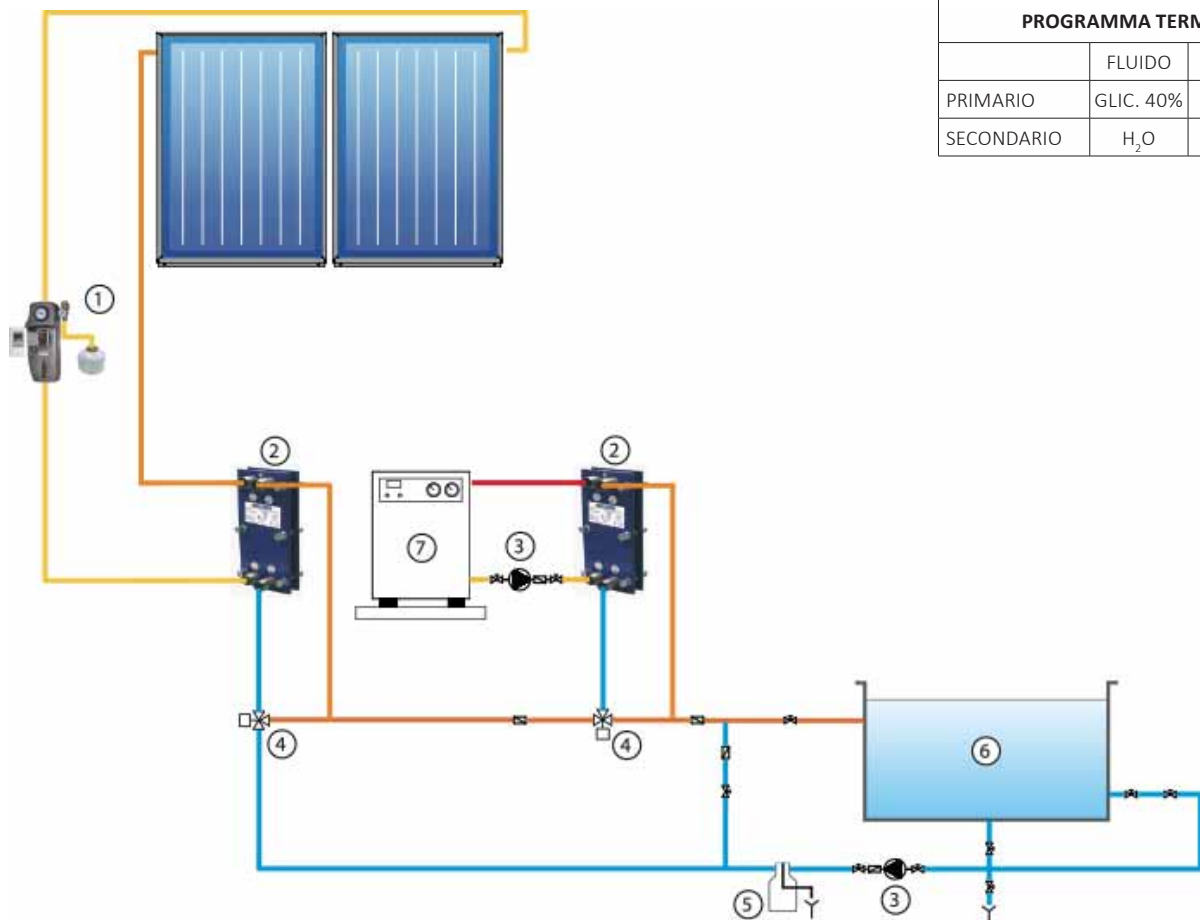 PROGRAMMA TERM
FLUIDO
PRIMARIO GLIC. 40%
SECONDARIO H₂O
1
2 2
7 3
4 4
6
5 3